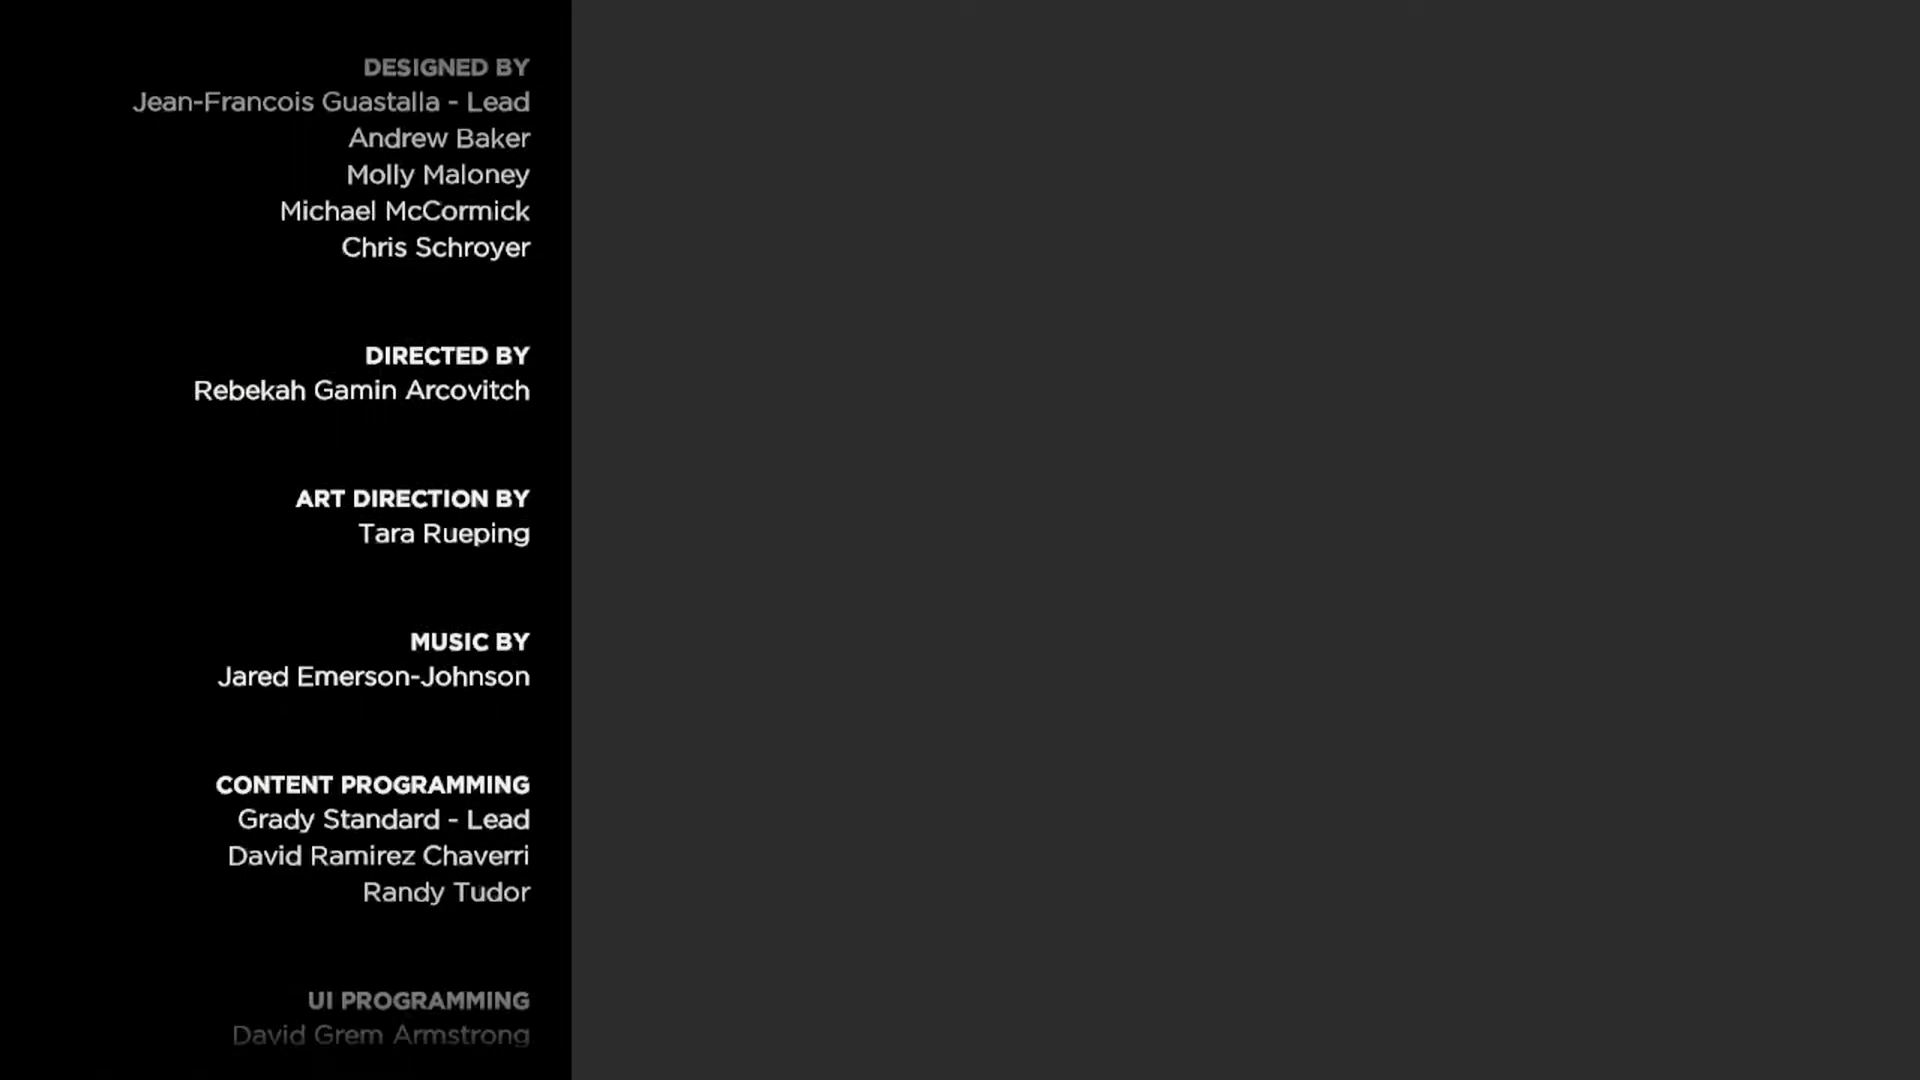 DESIGNED BY
Jean-Francois Guastalla - Lead
Andrew Baker
Molly Maloney
Michael McCormick
Chris Schroyer
DIRECTED BY
Rebekah Gamin Arcovitch
ART DIRECTION BY
Tara Rueping
MUSIC BY
Jared Emerson-Johnson
CONTENT PROGRAMMING
Grady Standard - Lead
David Ramirez Chaverri
Randy Tudor
UI PROGRAMMING
David Grem Armstrong